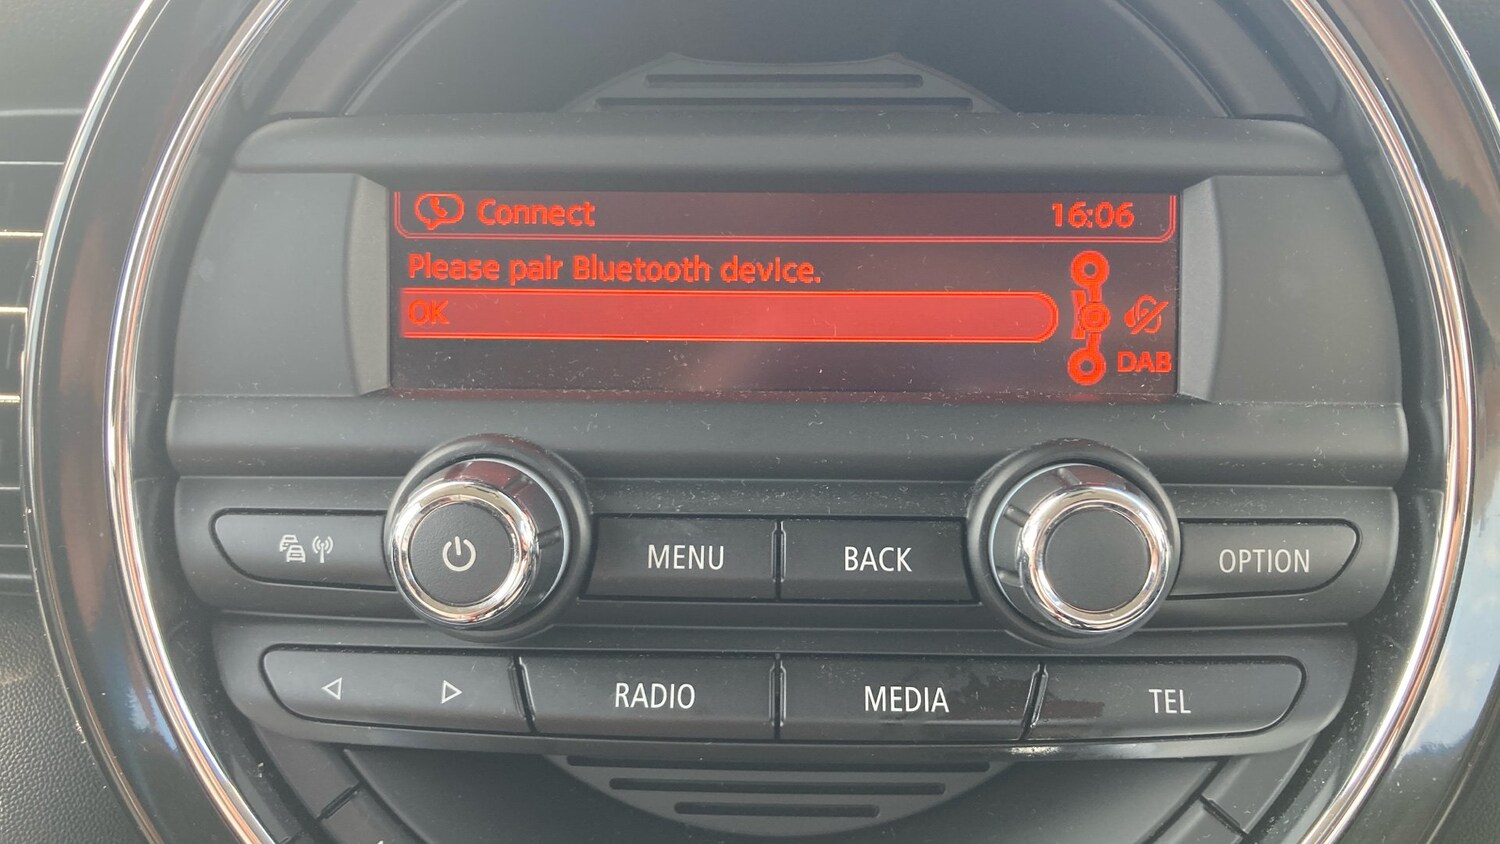 Connect 16:06
Please pair Bluetooth device.
OK
DAB
MENU BACK OPTION
RADIO MEDIA TEL